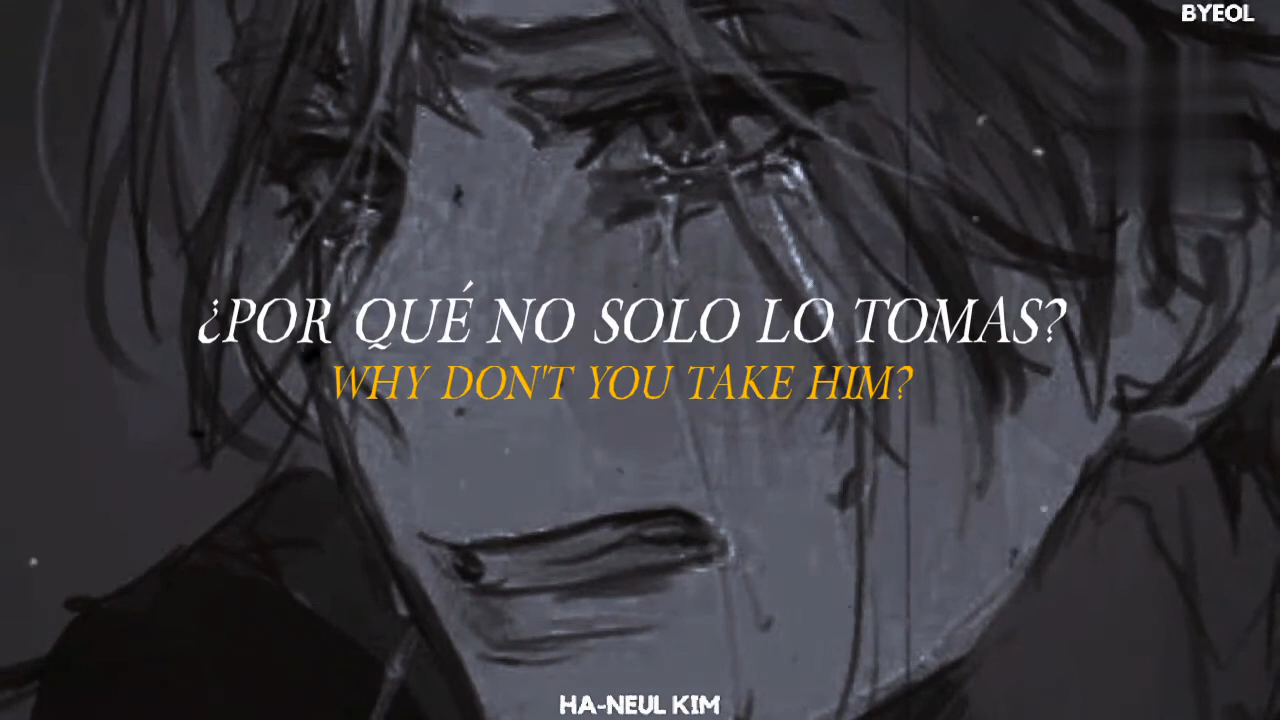 BYEOL
¿POR QUÉ NO SOLO LO TOMAS?
WHY DON'T YOU TAKE HIM?
HA-NEUL KIM